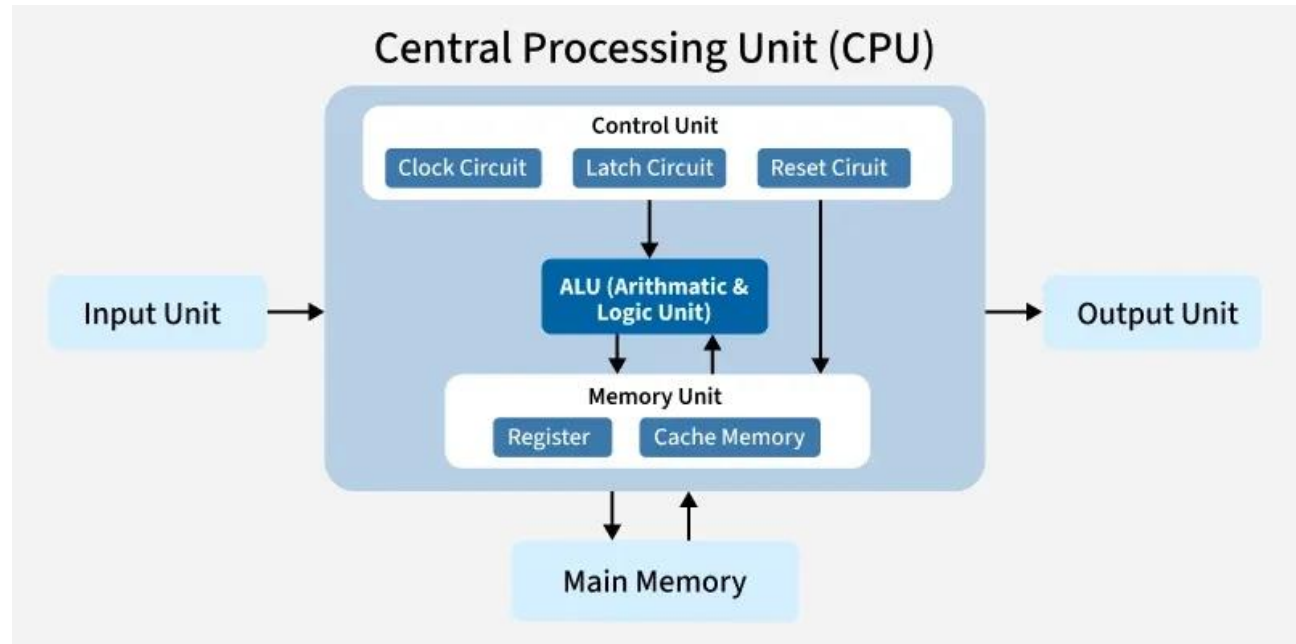 Central Processing Unit (CPU)
Control Unit
Clock Circuit
Latch Circuit
Reset Ciruit
Input Unit
ALU (Arithmatic &
Logic Unit)
Output Unit
Memory Unit
Register
Cache Memory
Main Memory